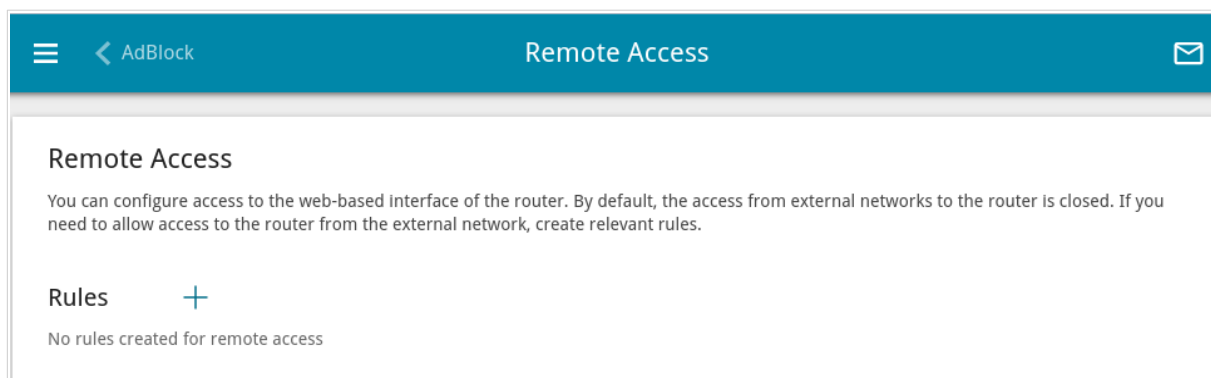 AdBlock
Remote Access
Remote Access
You can configure access to the web-based interface of the router. By default, the access from external networks to the router is closed. If you
need to allow access to the router from the external network, create relevant rules.
Rules
No rules created for remote access